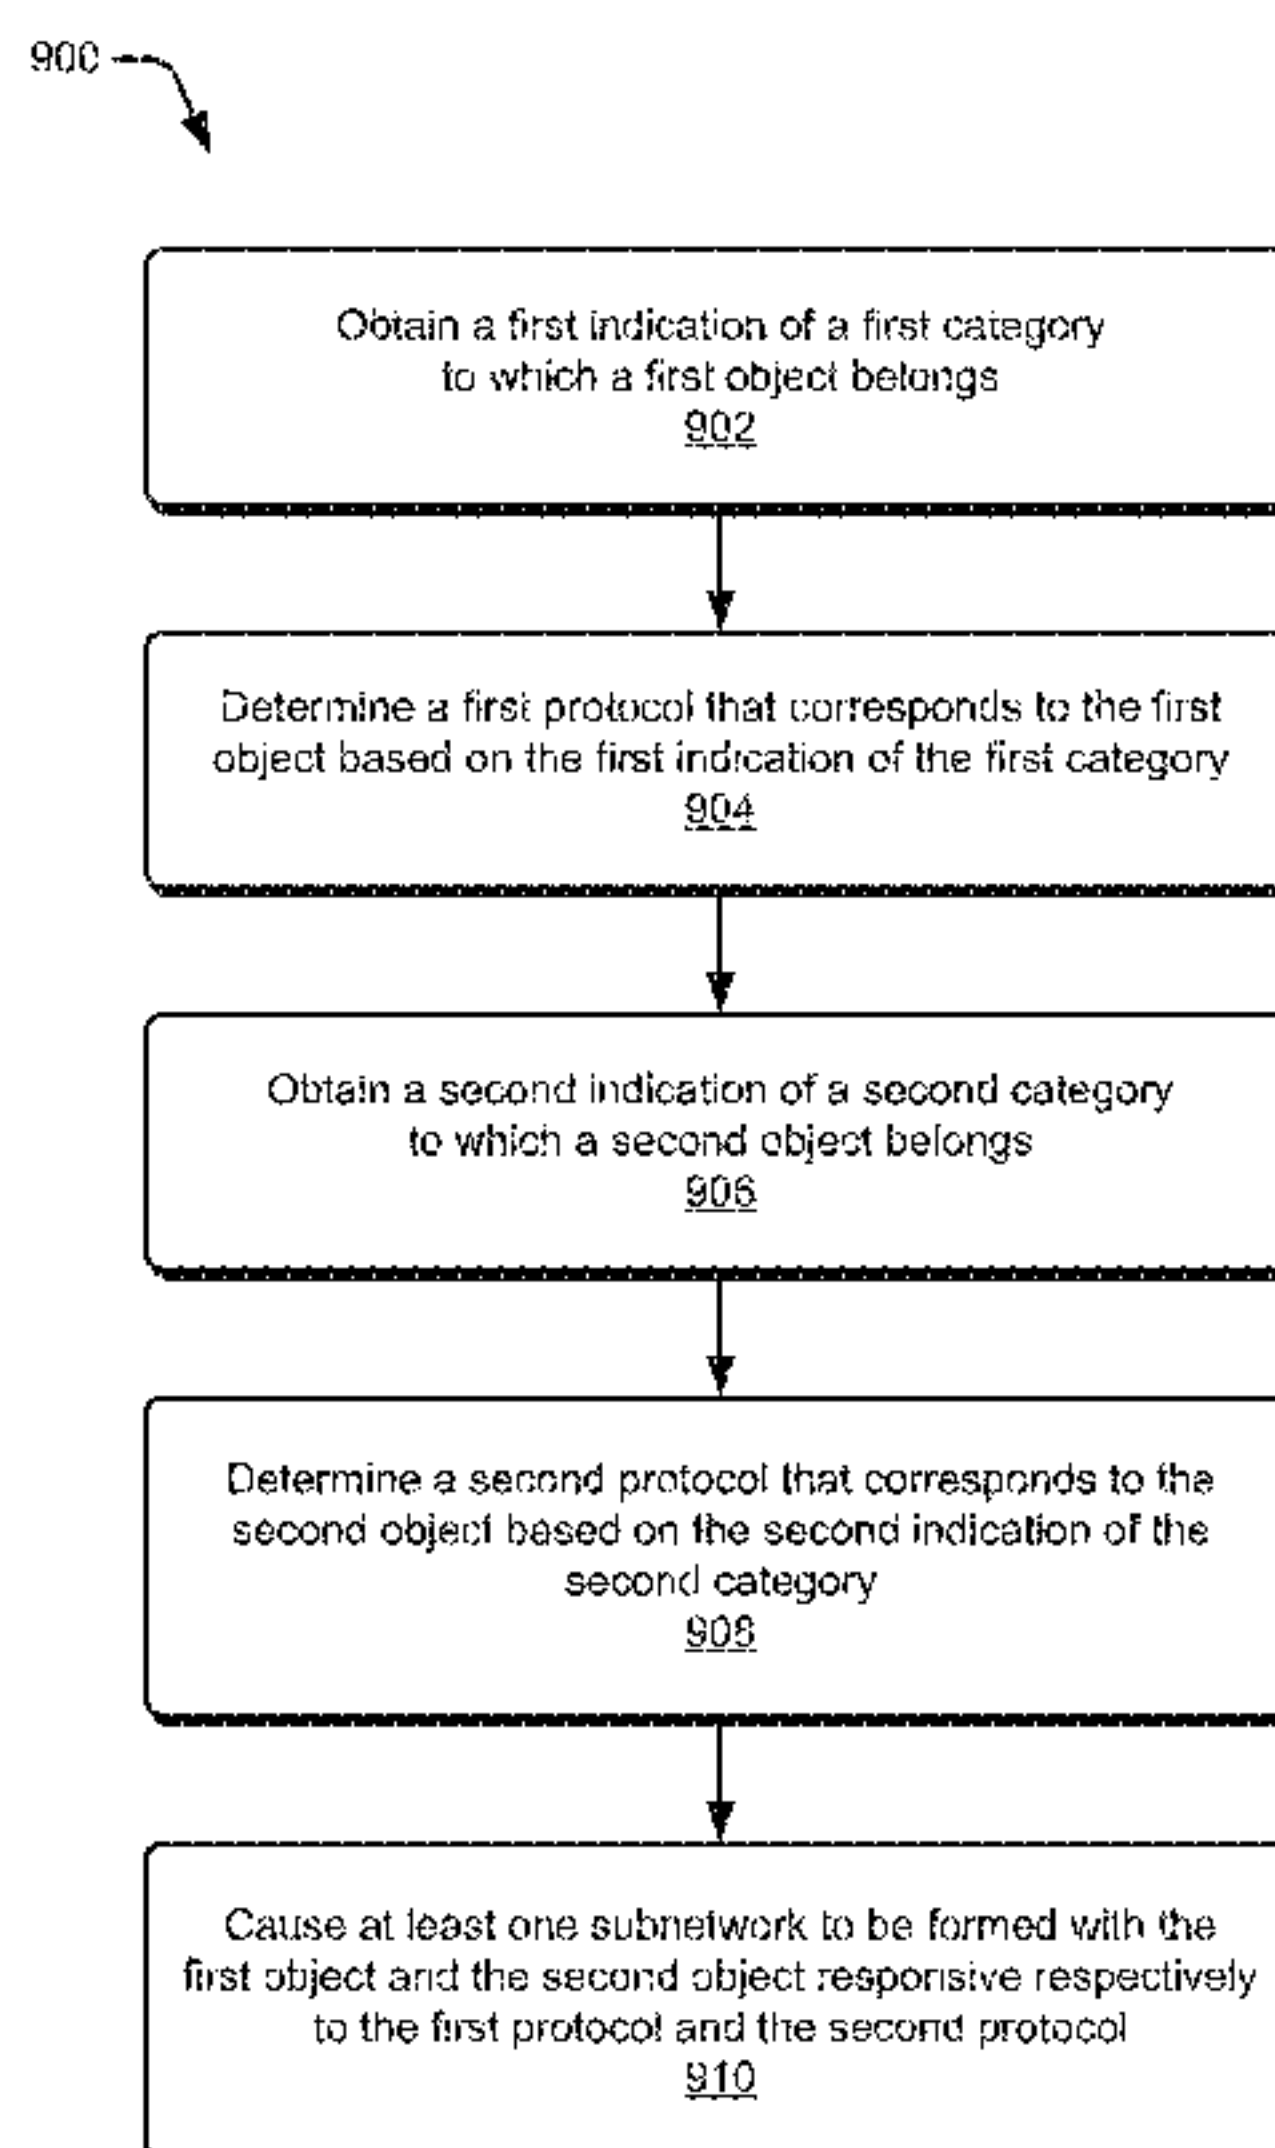 900
Obtain a first indication of a first category
to which a first object belongs
902
Determine a first protocol that corresponds to the first
object based on the first indication of the first category
904
Obtain a second indication of a second category
to which a second object belongs
906
Determine a second protocol that corresponds to the
second object based on the second indication of the
second category
908
Cause at least one subnetwork to be formed with the
first object and the second object responsive respectively
to the first protocol and the second protocol
910